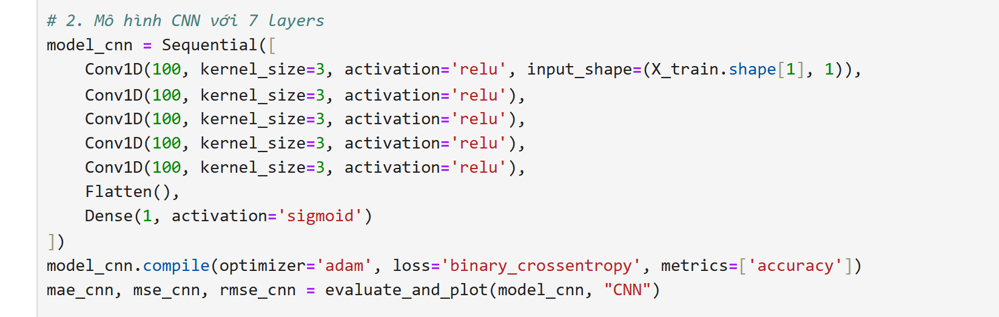 # 2. Mô hình CNN với 7 layers
model_cnn = Sequential([
    Conv1D(100, kernel_size=3, activation='relu', input_shape=(X_train.shape[1], 1)),
    Conv1D(100, kernel_size=3, activation='relu'),
    Conv1D(100, kernel_size=3, activation='relu'),
    Conv1D(100, kernel_size=3, activation='relu'),
    Conv1D(100, kernel_size=3, activation='relu'),
    Flatten(),
    Dense(1, activation='sigmoid')
])
model_cnn.compile(optimizer='adam', loss='binary_crossentropy', metrics=['accuracy'])
mae_cnn, mse_cnn, rmse_cnn = evaluate_and_plot(model_cnn, "CNN")